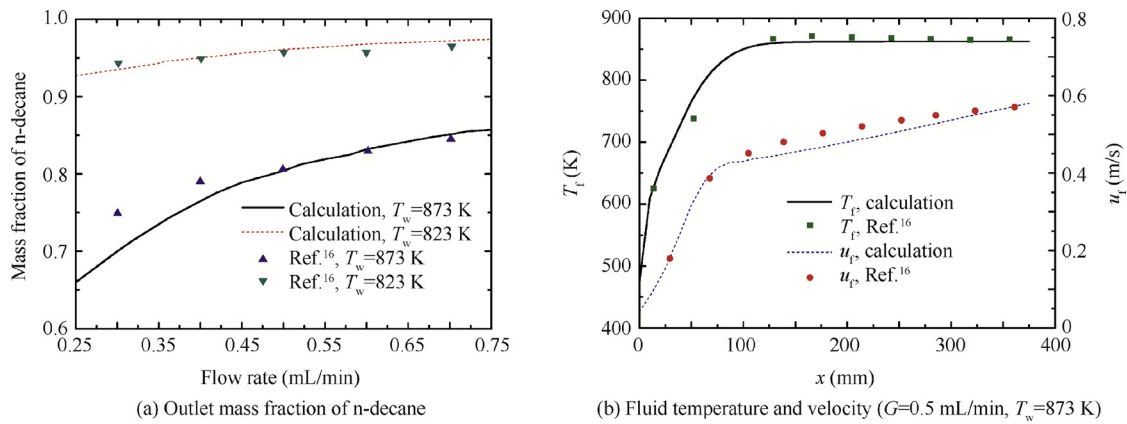 1.0
0.9
0.8
0.7
0.6
Mass fraction of n-decane
Calculation, T_w=873 K
Calculation, T_w=823 K
Ref.¹⁶, T_w=873 K
Ref.¹⁶, T_w=823 K
0.25 0.35 0.45 0.55 0.65 0.75
Flow rate (mL/min)
(a) Outlet mass fraction of n-decane
900
800
700
600
500
400
T_f (K)
T_f, calculation
T_f, Ref.¹⁶
u_f, calculation
u_f, Ref.¹⁶
0.8
0.6
0.4
0.2
0
u_f (m/s)
0 100 200 300 400
x (mm)
(b) Fluid temperature and velocity (G=0.5 mL/min, T_w=873 K)